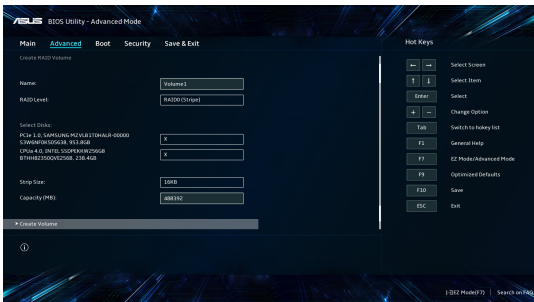 ASUS BIOS Utility - Advanced Mode
Main Advanced Boot Security Save & Exit
Hot Keys
Create RAID Volume
← → Select Screen
↑ ↓ Select Item
Name: Volume1
Enter Select
RAID Level: RAID0 (Stripe)
+ − Change Option
Select Disks:
Tab Switch to hokey list
PCIe 1.0, SAMSUNG MZVLB1T0HALR-00000
S3W6NF0K505638, 953.8GB
X
F1 General Help
CPUa 4.0, INTEL SSDPEKKW256G8
BTHH82350QVE256B, 238.4GB
X
F7 EZ Mode/Advanced Mode
F9 Optimized Defaults
Strip Size: 16KB
F10 Save
Capacity (MB): 488392
ESC Exit
Create Volume
EZ Mode(F7) | Search on FAQ